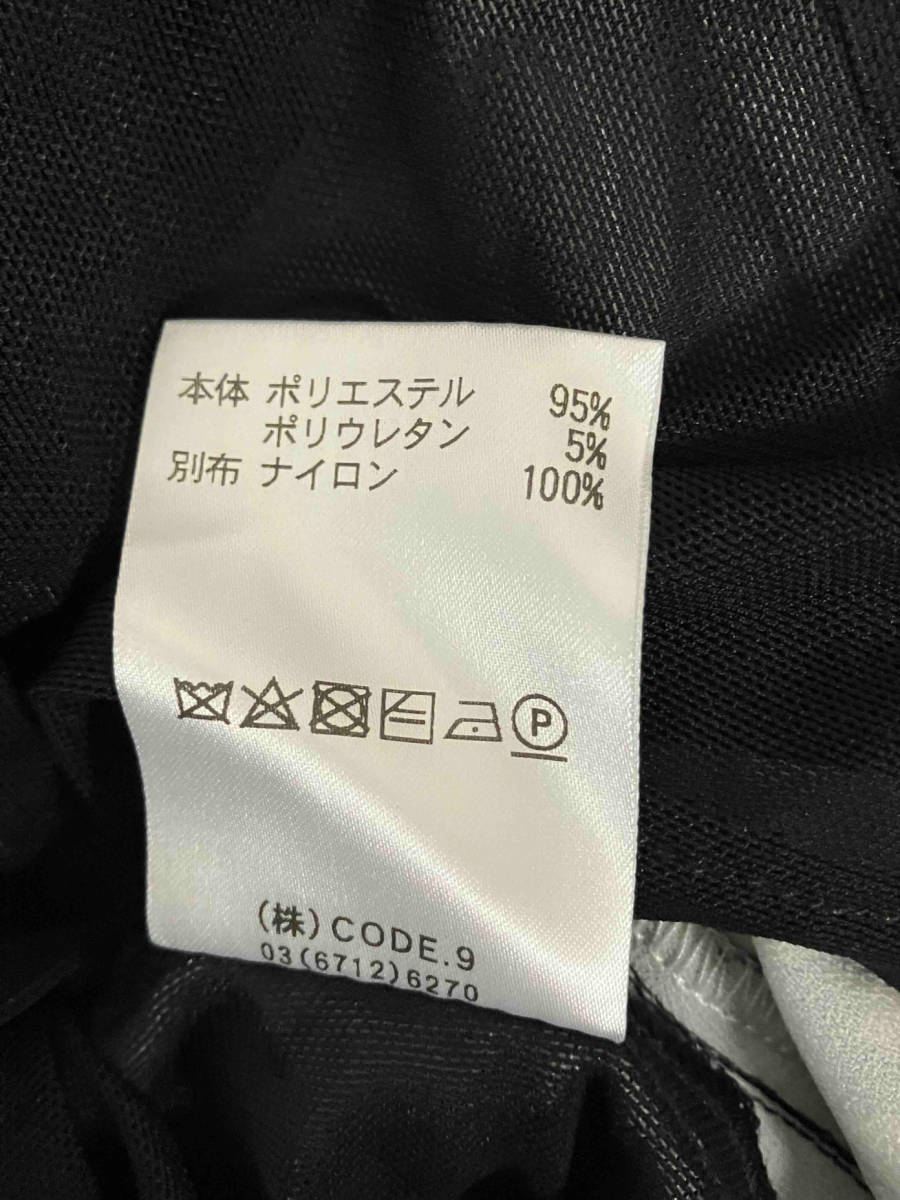 本体 ポリエステル 95%
ポリウレタン 5%
別布 ナイロン 100%
P
(株)CODE.9
03(6712)6270